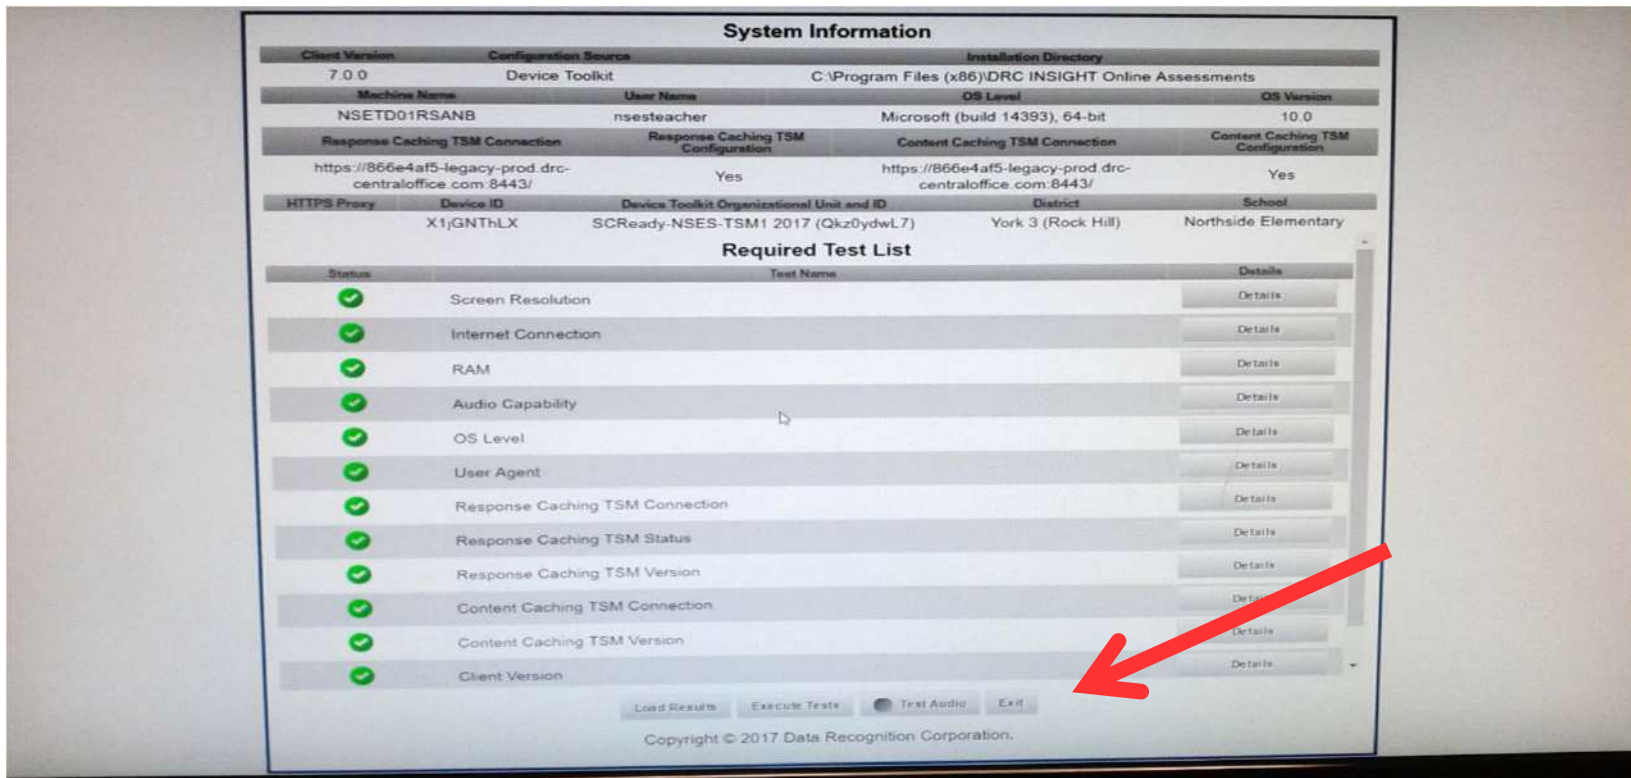 System Information
Client Version Configuration Source Installation Directory
7.0.0 Device Toolkit C:\Program Files (x86)\DRC INSIGHT Online Assessments
Machine Name User Name OS Level OS Version
NSETD01RSANB nsesteacher Microsoft (build 14393), 64-bit 10.0
Response Caching TSM Connection Response Caching TSM Configuration Content Caching TSM Connection Content Caching TSM Configuration
https://866e4af5-legacy-prod.drc-centraloffice.com:8443/ Yes https://866e4af5-legacy-prod.drc-centraloffice.com:8443/ Yes
HTTPS Proxy Device ID Device Toolkit Organizational Unit and ID District School
X1jGNThLX SCReady-NSES-TSM1 2017 (Qkz0ydwL7) York 3 (Rock Hill) Northside Elementary
Required Test List
Status Test Name Details
Screen Resolution Details
Internet Connection Details
RAM Details
Audio Capability Details
OS Level Details
User Agent Details
Response Caching TSM Connection Details
Response Caching TSM Status Details
Response Caching TSM Version Details
Content Caching TSM Connection Details
Content Caching TSM Version Details
Client Version Details
Load Results Execute Tests Test Audio Exit
Copyright © 2017 Data Recognition Corporation.